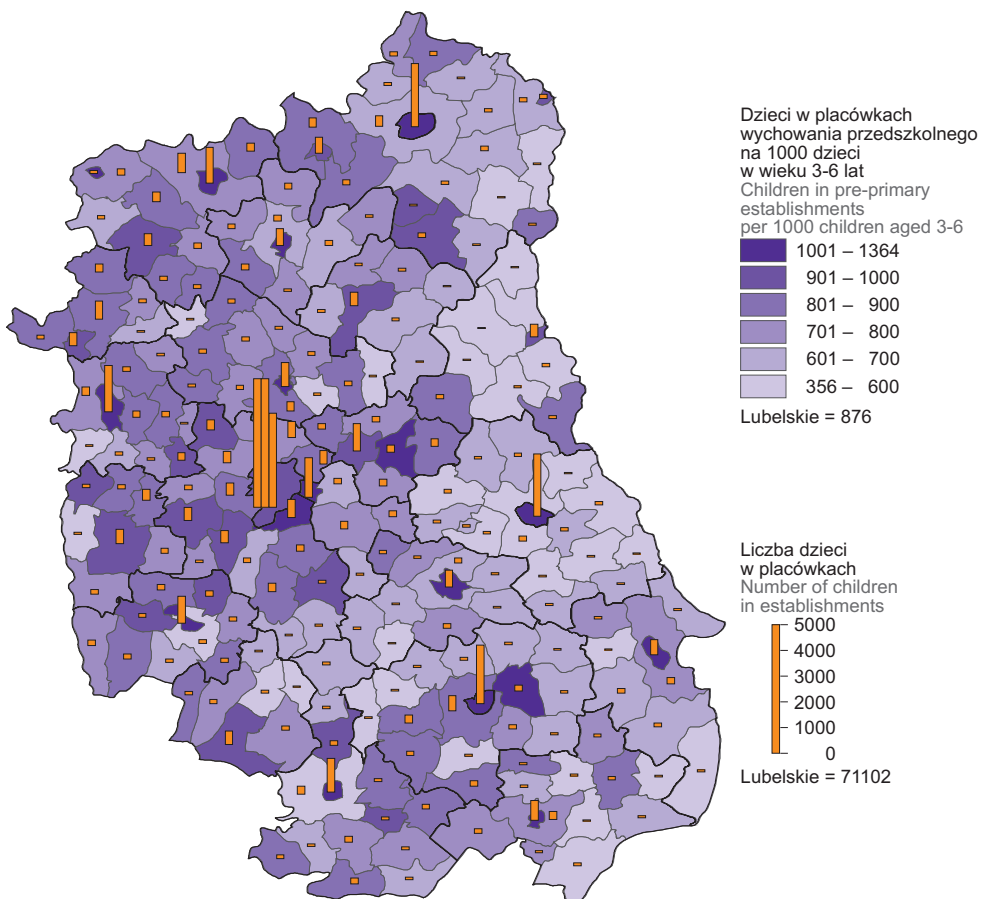 Dzieci w placówkach
wychowania przedszkolnego
na 1000 dzieci
w wieku 3-6 lat
Children in pre-primary
establishments
per 1000 children aged 3-6
1001 – 1364
901 – 1000
801 – 900
701 – 800
601 – 700
356 – 600
Lubelskie = 876
Liczba dzieci
w placówkach
Number of children
in establishments
5000
4000
3000
2000
1000
0
Lubelskie = 71102